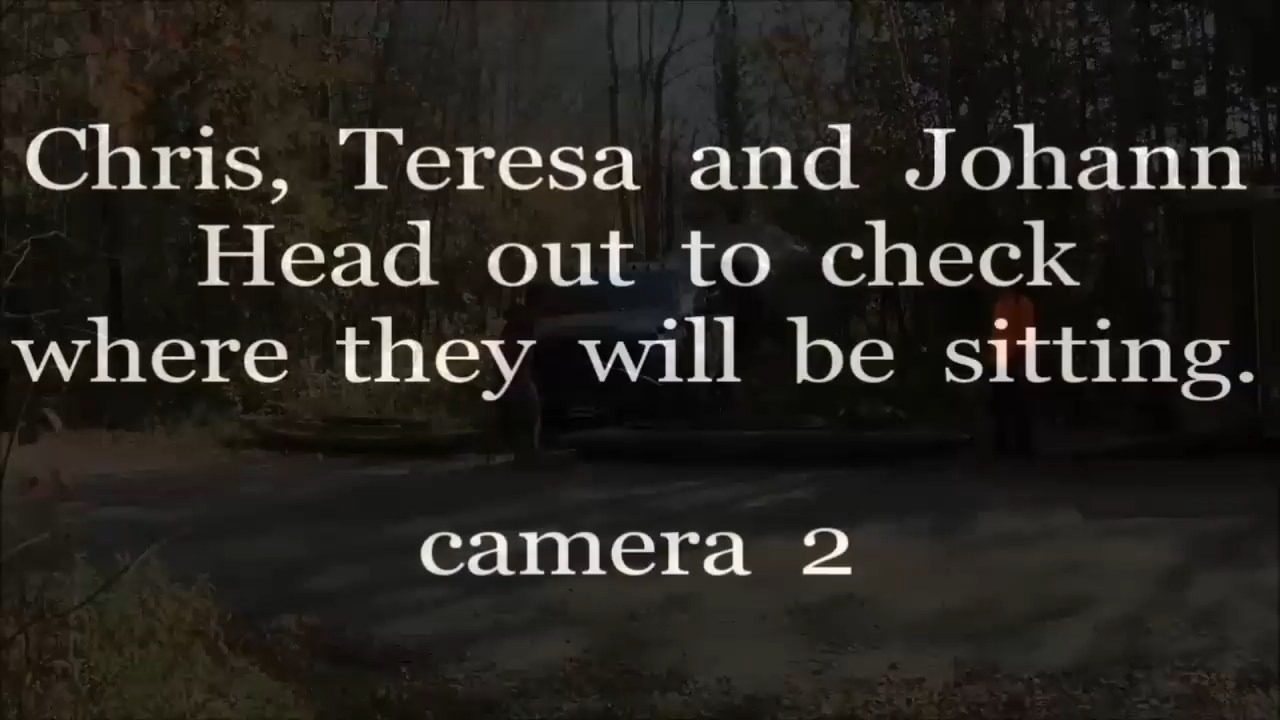 Chris, Teresa and Johann
Head out to check
where they will be sitting.
camera 2